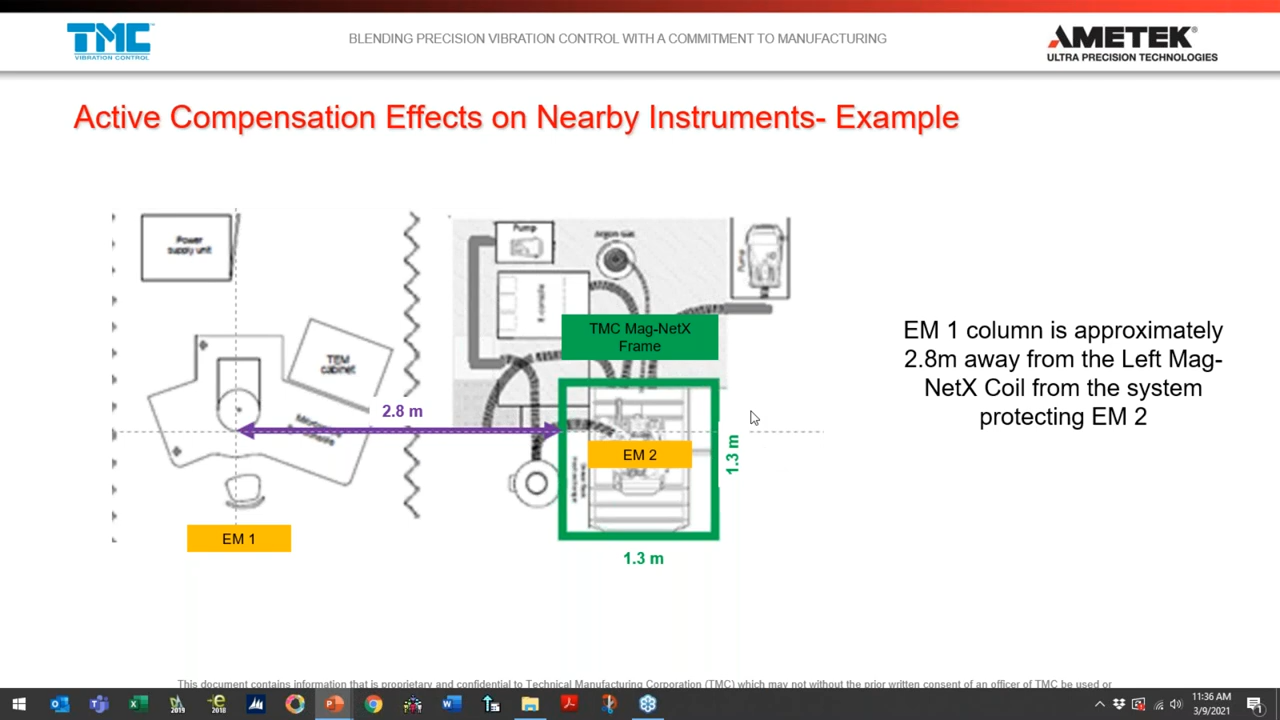 TMC
VIBRATION CONTROL
BLENDING PRECISION VIBRATION CONTROL WITH A COMMITMENT TO MANUFACTURING
AMETEK®
ULTRA PRECISION TECHNOLOGIES
Active Compensation Effects on Nearby Instruments- Example
Power
supply unit
Pump
Argon Gas
Pump
TMC Mag-NetX
Frame
TEM
cabinet
2.8 m
EM 2
1.3 m
EM 1
1.3 m
EM 1 column is approximately
2.8m away from the Left Mag-
NetX Coil from the system
protecting EM 2
This document contains information that is proprietary and confidential to Technical Manufacturing Corporation (TMC) which may not without the prior written consent of an officer of TMC be used or
2019
2018
11:36 AM
3/9/2021